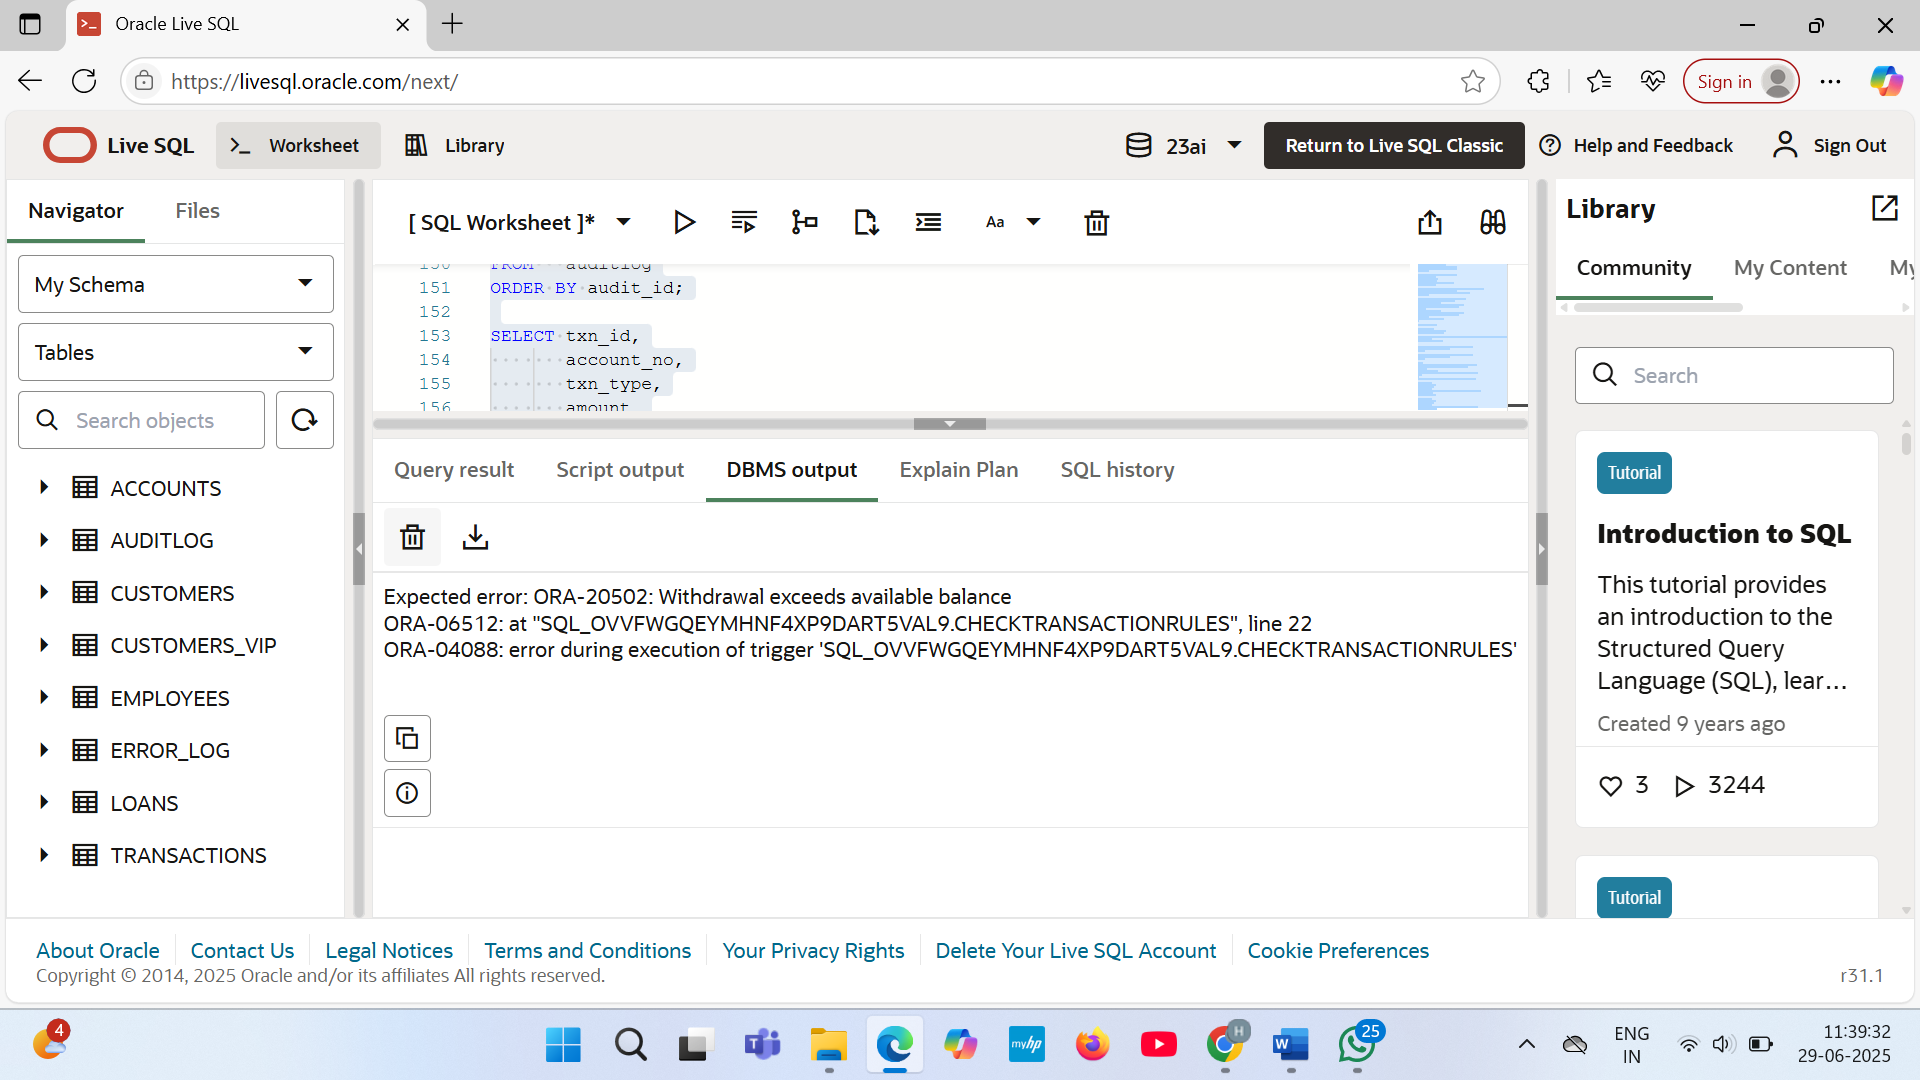 Oracle Live SQL
https://livesql.oracle.com/next/
Sign in
Live SQL
Worksheet
Library
23ai
Return to Live SQL Classic
Help and Feedback
Sign Out
Navigator
Files
My Schema
Tables
Search objects
ACCOUNTS
AUDITLOG
CUSTOMERS
CUSTOMERS_VIP
EMPLOYEES
ERROR_LOG
LOANS
TRANSACTIONS
[ SQL Worksheet ]*
Aa
150 FROM auditlog
151 ORDER BY audit_id;
152
153 SELECT txn_id,
154 account_no,
155 txn_type,
156 amount
Query result
Script output
DBMS output
Explain Plan
SQL history
Expected error: ORA-20502: Withdrawal exceeds available balance
ORA-06512: at "SQL_OVVFWGQEYMHNF4XP9DART5VAL9.CHECKTRANSACTIONRULES", line 22
ORA-04088: error during execution of trigger 'SQL_OVVFWGQEYMHNF4XP9DART5VAL9.CHECKTRANSACTIONRULES'
Library
Community
My Content
My
Search
Tutorial
Introduction to SQL
This tutorial provides
an introduction to the
Structured Query
Language (SQL), lear...
Created 9 years ago
3
3244
Tutorial
About Oracle
Contact Us
Legal Notices
Terms and Conditions
Your Privacy Rights
Delete Your Live SQL Account
Cookie Preferences
Copyright © 2014, 2025 Oracle and/or its affiliates All rights reserved.
r31.1
4
myhp
H
W
25
ENG
IN
11:39:32
29-06-2025